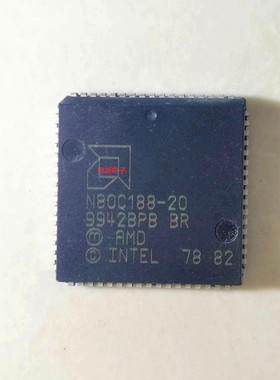 N80C188-20
9942BPB BR
Ⓜ AMD
© INTEL 78 82